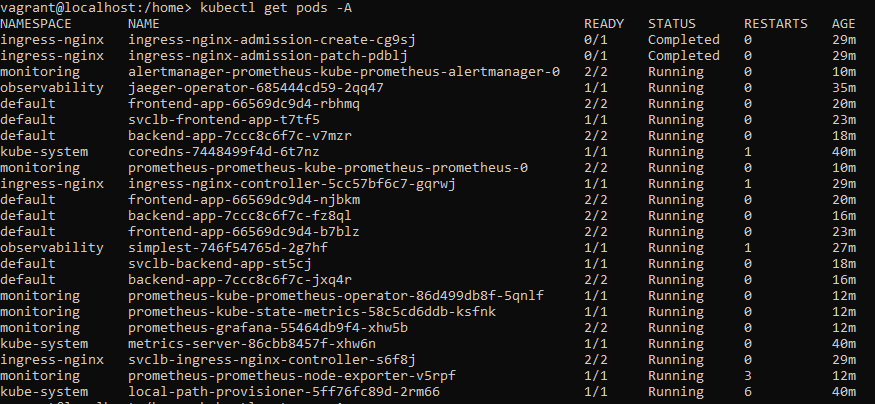 vagrant@localhost:/home> kubectl get pods -A
NAMESPACE NAME READY STATUS RESTARTS AGE
ingress-nginx ingress-nginx-admission-create-cg9sj 0/1 Completed 0 29m
ingress-nginx ingress-nginx-admission-patch-pdblj 0/1 Completed 0 29m
monitoring alertmanager-prometheus-kube-prometheus-alertmanager-0 2/2 Running 0 10m
observability jaeger-operator-685444cd59-2qq47 1/1 Running 0 35m
default frontend-app-66569dc9d4-rbhmq 2/2 Running 0 20m
default svclb-frontend-app-t7tf5 1/1 Running 0 23m
default backend-app-7ccc8c6f7c-v7mzr 2/2 Running 0 18m
kube-system coredns-7448499f4d-6t7nz 1/1 Running 1 40m
monitoring prometheus-prometheus-kube-prometheus-prometheus-0 2/2 Running 0 10m
ingress-nginx ingress-nginx-controller-5cc57bf6c7-gqrwj 1/1 Running 1 29m
default frontend-app-66569dc9d4-njbkm 2/2 Running 0 20m
default backend-app-7ccc8c6f7c-fz8ql 2/2 Running 0 16m
default frontend-app-66569dc9d4-b7blz 2/2 Running 0 23m
observability simplest-746f54765d-2g7hf 1/1 Running 1 27m
default svclb-backend-app-st5cj 1/1 Running 0 18m
default backend-app-7ccc8c6f7c-jxq4r 2/2 Running 0 16m
monitoring prometheus-kube-prometheus-operator-86d499db8f-5qnlf 1/1 Running 0 12m
monitoring prometheus-kube-state-metrics-58c5cd6ddb-ksfnk 1/1 Running 0 12m
monitoring prometheus-grafana-55464db9f4-xhw5b 2/2 Running 0 12m
kube-system metrics-server-86cbb8457f-xhw6n 1/1 Running 0 40m
ingress-nginx svclb-ingress-nginx-controller-s6f8j 2/2 Running 0 29m
monitoring prometheus-prometheus-node-exporter-v5rpf 1/1 Running 3 12m
kube-system local-path-provisioner-5ff76fc89d-2rm66 1/1 Running 6 40m